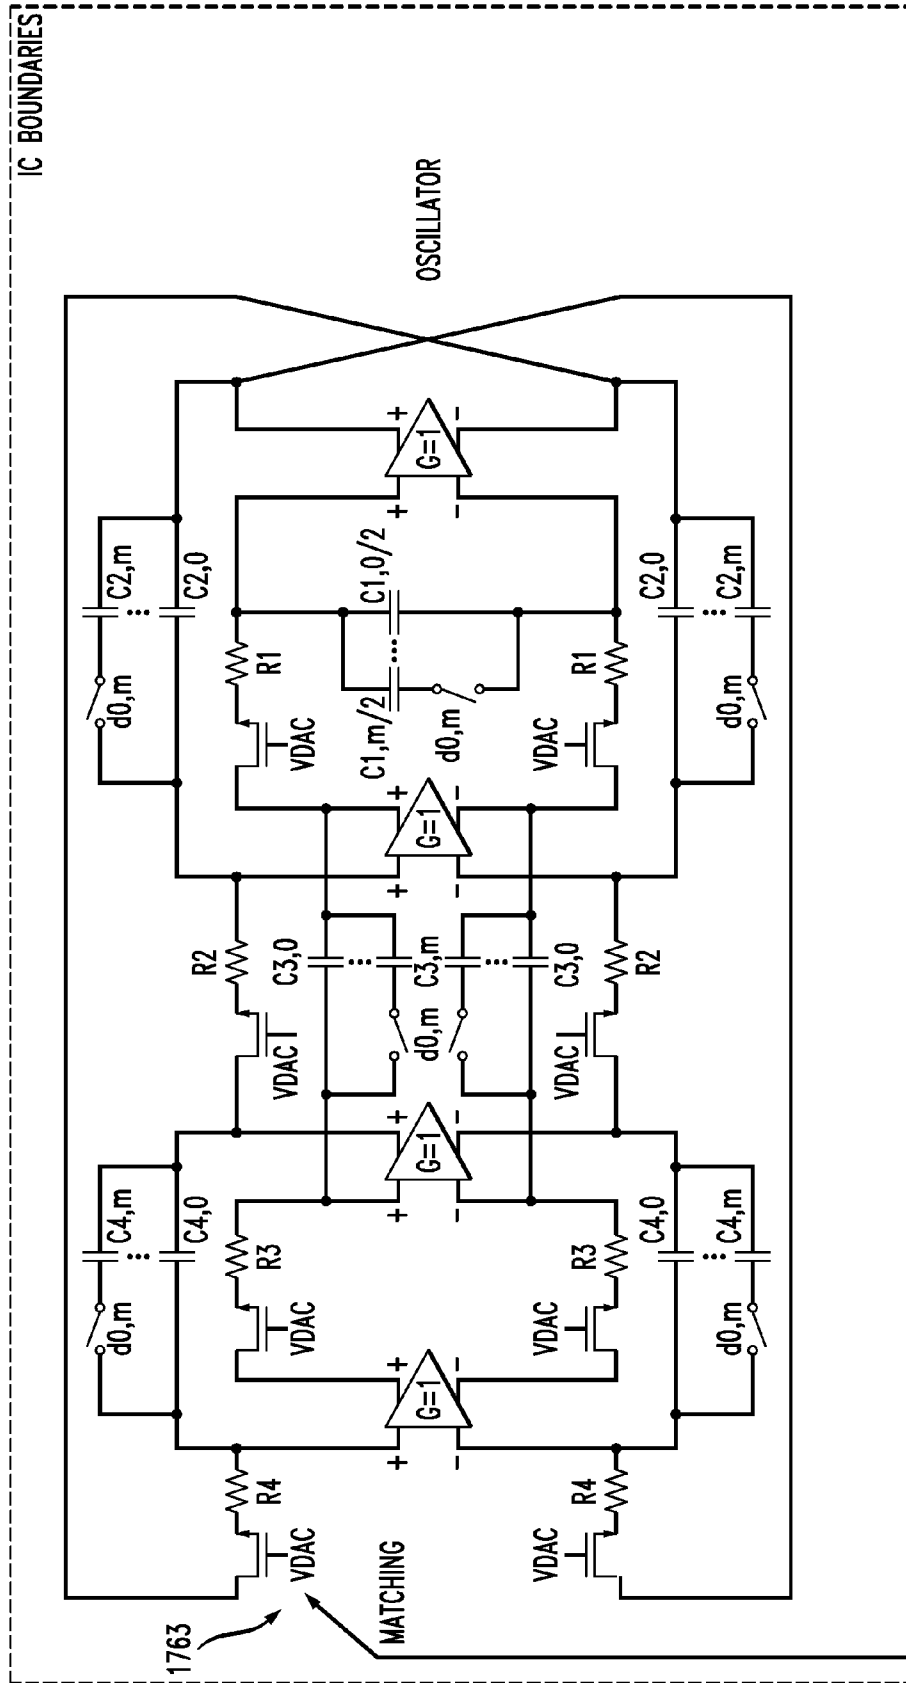 IC BOUNDARIES
OSCILLATOR
1763
MATCHING
d0,m
C4,m
C4,0
d0,m
C2,m
C2,0
VDAC
R4
VDAC
R3
VDAC
R2
VDAC
R1
+
G=1
+
-
-
+
G=1
+
-
-
+
G=1
+
-
-
+
G=1
+
-
-
C3,0
d0,m
C3,m
C3,0
C1,m/2
d0,m
C1,0/2
VDAC
R4
VDAC
R3
VDAC
R2
VDAC
R1
C4,0
d0,m
C4,m
C2,0
d0,m
C2,m